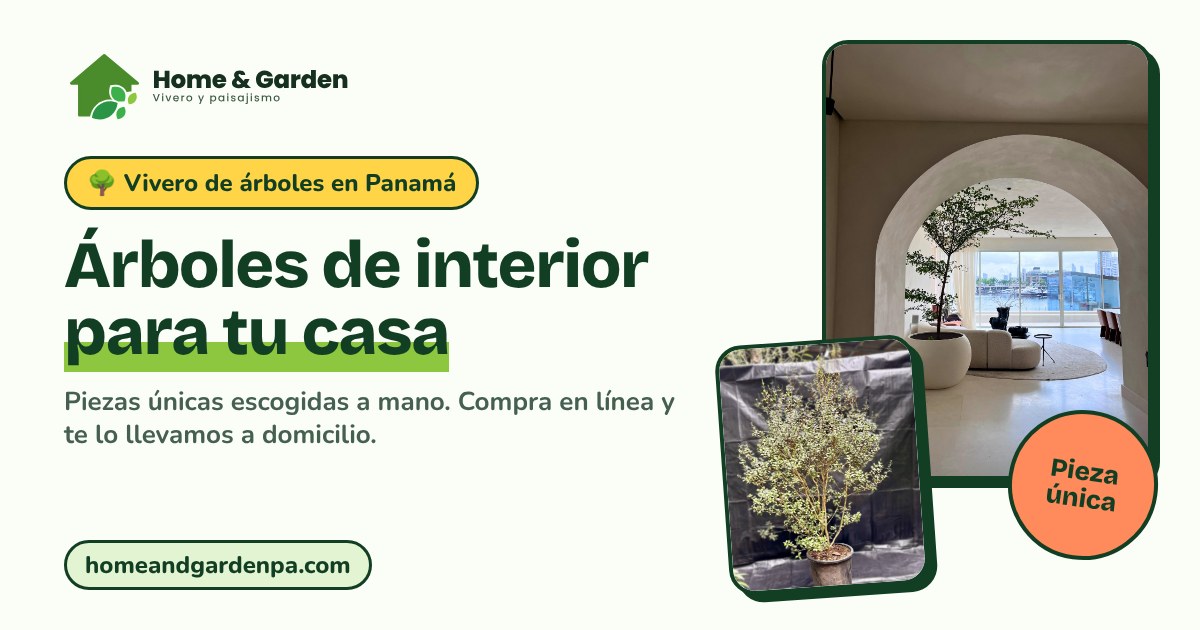 Home & Garden
Vivero y paisajismo
🌳 Vivero de árboles en Panamá
Árboles de interior
para tu casa
Piezas únicas escogidas a mano. Compra en línea y
te lo llevamos a domicilio.
homeandgardenpa.com
Pieza
única